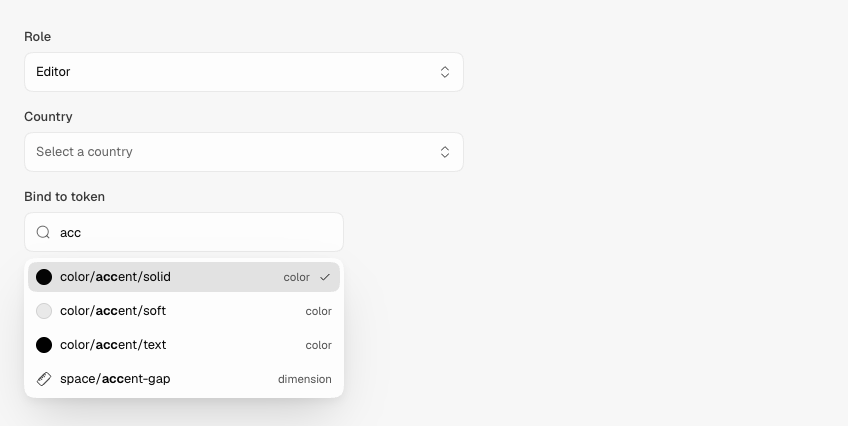 Role
Editor
Country
Select a country
Bind to token
acc
color/accent/solid color
color/accent/soft color
color/accent/text color
space/accent-gap dimension